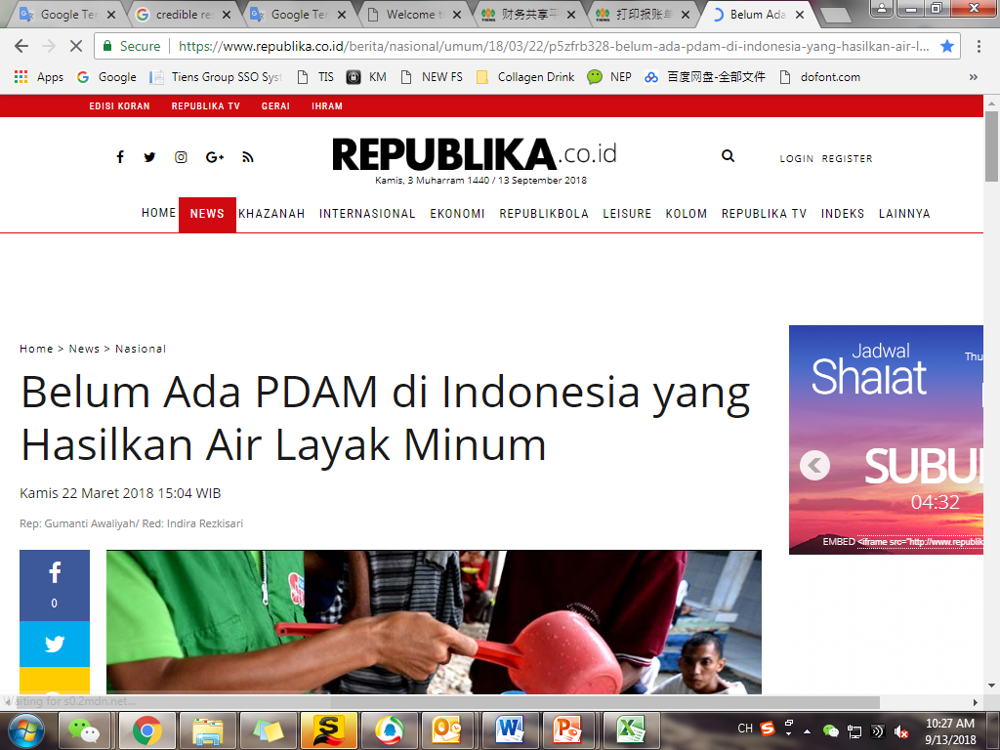 Google Te
credible re
Google Te
Welcome t
财务共享平
打印报账单
Belum Ada
Secure
https://www.republika.co.id/berita/nasional/umum/18/03/22/p5zfrb328-belum-ada-pdam-di-indonesia-yang-hasilkan-air-l...
Apps Google Tiens Group SSO Syst TIS KM NEW FS Collagen Drink NEP 百度网盘-全部文件 dofont.com »
EDISI KORAN REPUBLIKA TV GERAI IHRAM
REPUBLIKA.co.id
Kamis, 3 Muharram 1440 / 13 September 2018
LOGIN REGISTER
HOME NEWS KHAZANAH INTERNASIONAL EKONOMI REPUBLIKBOLA LEISURE KOLOM REPUBLIKA TV INDEKS LAINNYA
Home > News > Nasional
Belum Ada PDAM di Indonesia yang
Hasilkan Air Layak Minum
Kamis 22 Maret 2018 15:04 WIB
Rep: Gumanti Awaliyah/ Red: Indira Rezkisari
0
Jadwal
Shalat
Thu
SUBU
04:32
EMBED <iframe src="http://www.republik
Waiting for s0.2mdn.net...
CH
10:27 AM
9/13/2018